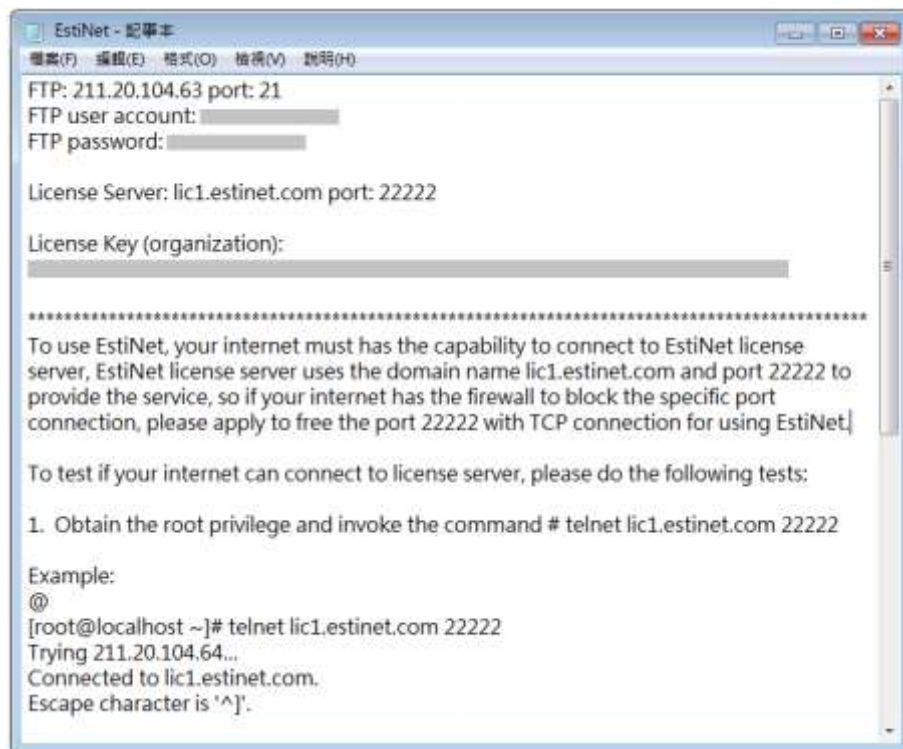 EstiNet - 記事本
檔案(F) 編輯(E) 格式(O) 檢視(V) 說明(H)
FTP: 211.20.104.63 port: 21
FTP user account:
FTP password:
License Server: lic1.estinet.com port: 22222
License Key (organization):
*********************************************************************************************
To use EstiNet, your internet must has the capability to connect to EstiNet license
server, EstiNet license server uses the domain name lic1.estinet.com and port 22222 to
provide the service, so if your internet has the firewall to block the specific port
connection, please apply to free the port 22222 with TCP connection for using EstiNet.
To test if your internet can connect to license server, please do the following tests:
1. Obtain the root privilege and invoke the command # telnet lic1.estinet.com 22222
Example:
@
[root@localhost ~]# telnet lic1.estinet.com 22222
Trying 211.20.104.64...
Connected to lic1.estinet.com.
Escape character is '^]'.